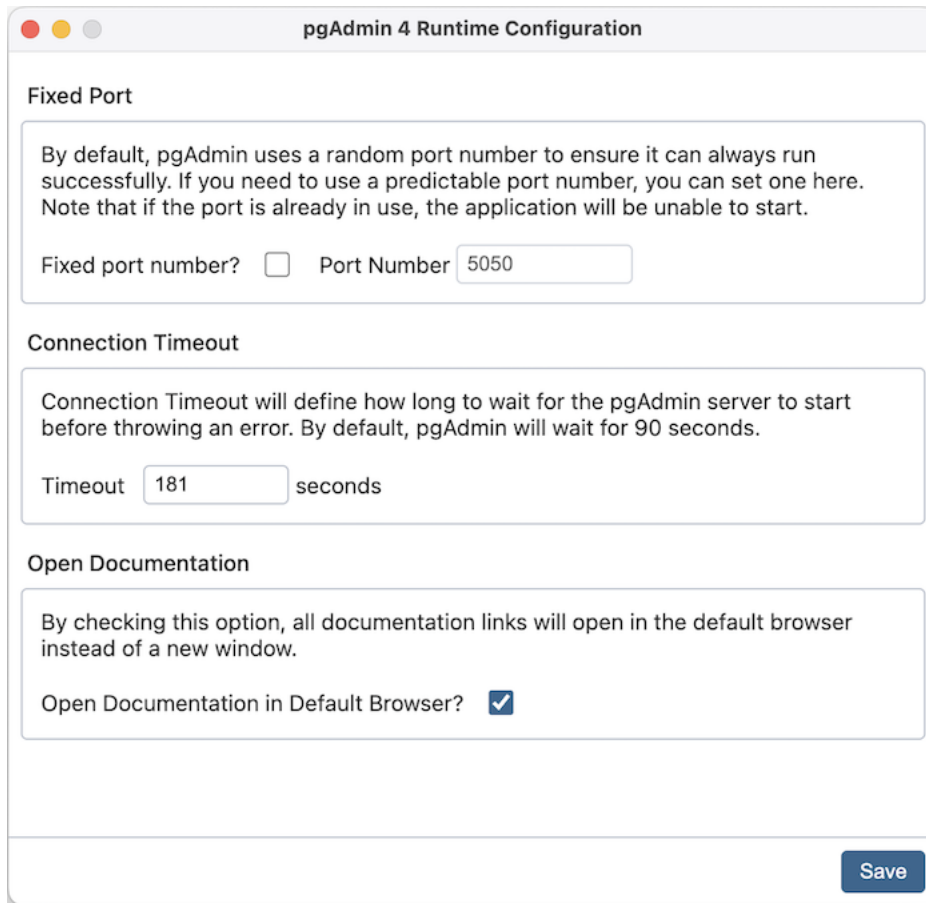 pgAdmin 4 Runtime Configuration
Fixed Port
By default, pgAdmin uses a random port number to ensure it can always run
successfully. If you need to use a predictable port number, you can set one here.
Note that if the port is already in use, the application will be unable to start.
Fixed port number? Port Number 5050
Connection Timeout
Connection Timeout will define how long to wait for the pgAdmin server to start
before throwing an error. By default, pgAdmin will wait for 90 seconds.
Timeout 181 seconds
Open Documentation
By checking this option, all documentation links will open in the default browser
instead of a new window.
Open Documentation in Default Browser?
Save